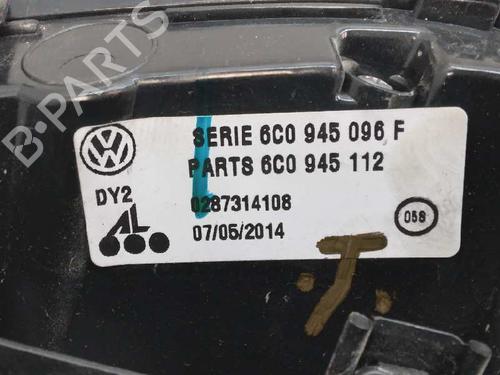 B-PARTS
SERIE 6C0 945 096 F
PARTS 6C0 945 112
DY2
0287314108
AL
07/05/2014
058